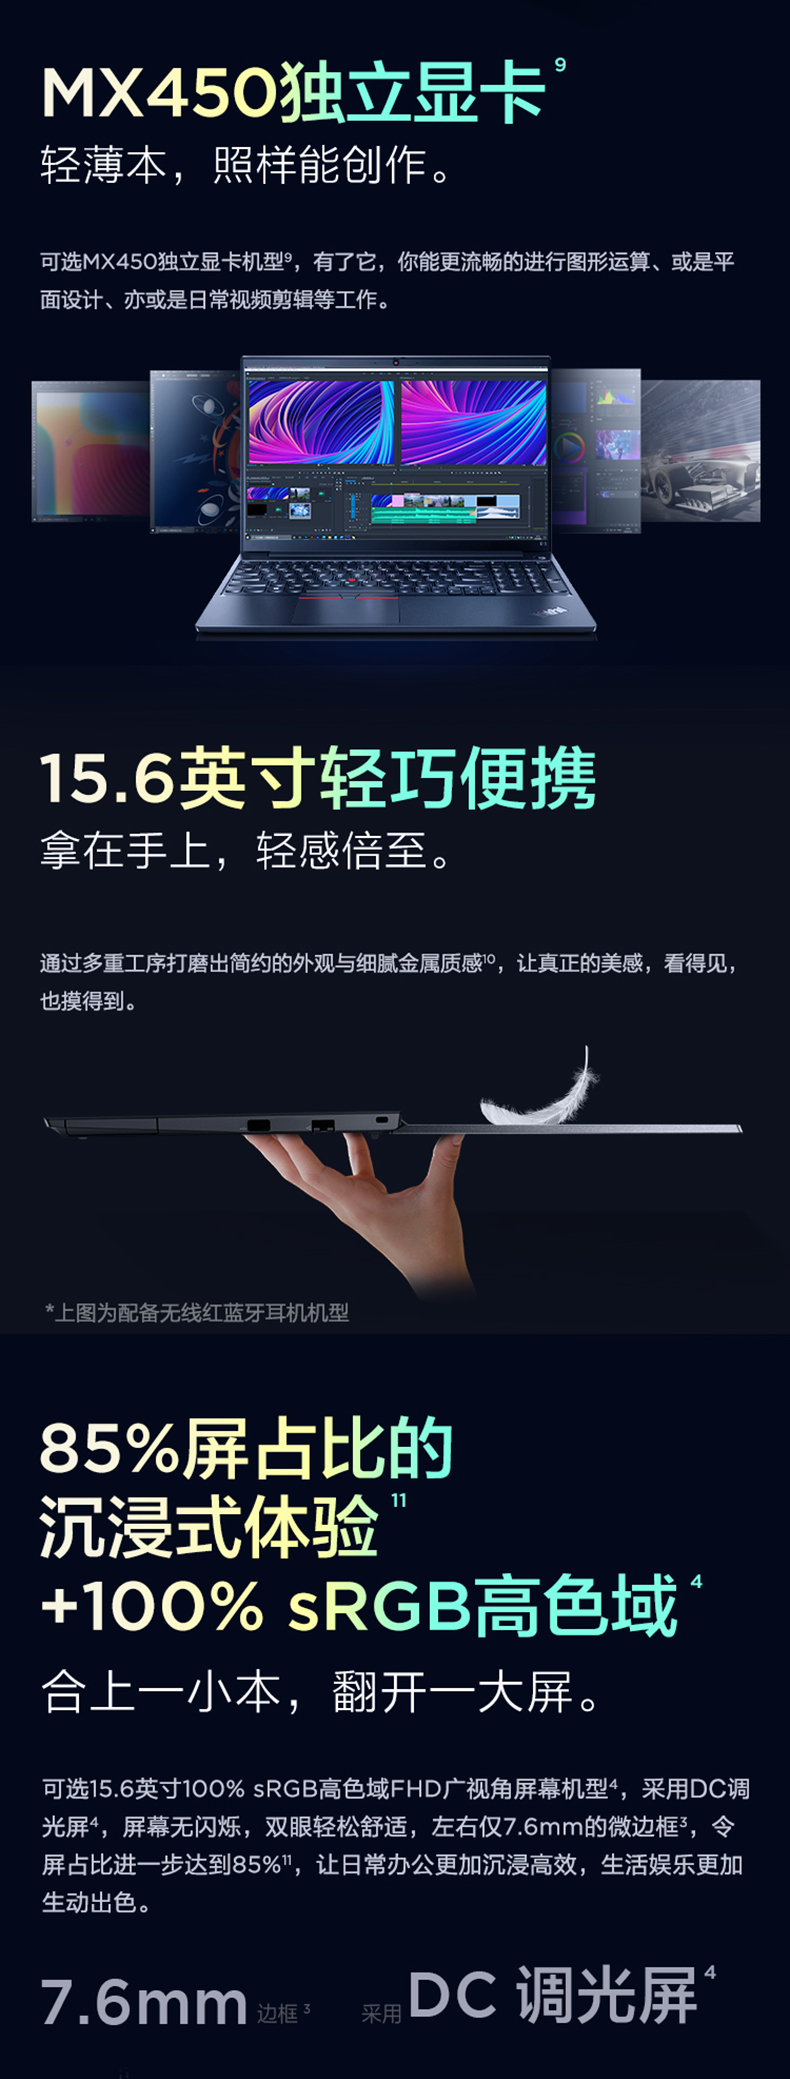 MX450独立显卡9
轻薄本，照样能创作。
可选MX450独立显卡机型9，有了它，你能更流畅的进行图形运算、或是平
面设计、亦或是日常视频剪辑等工作。
ThinkPad
15.6英寸轻巧便携
拿在手上，轻感倍至。
通过多重工序打磨出简约的外观与细腻金属质感10，让真正的美感，看得见，
也摸得到。
*上图为配备无线红蓝牙耳机机型
85%屏占比的
沉浸式体验11
+100% sRGB高色域4
合上一小本，翻开一大屏。
可选15.6英寸100% sRGB高色域FHD广视角屏幕机型4，采用DC调
光屏4，屏幕无闪烁，双眼轻松舒适，左右仅7.6mm的微边框3，令
屏占比进一步达到85%11，让日常办公更加沉浸高效，生活娱乐更加
生动出色。
7.6mm 边框3 采用DC 调光屏4